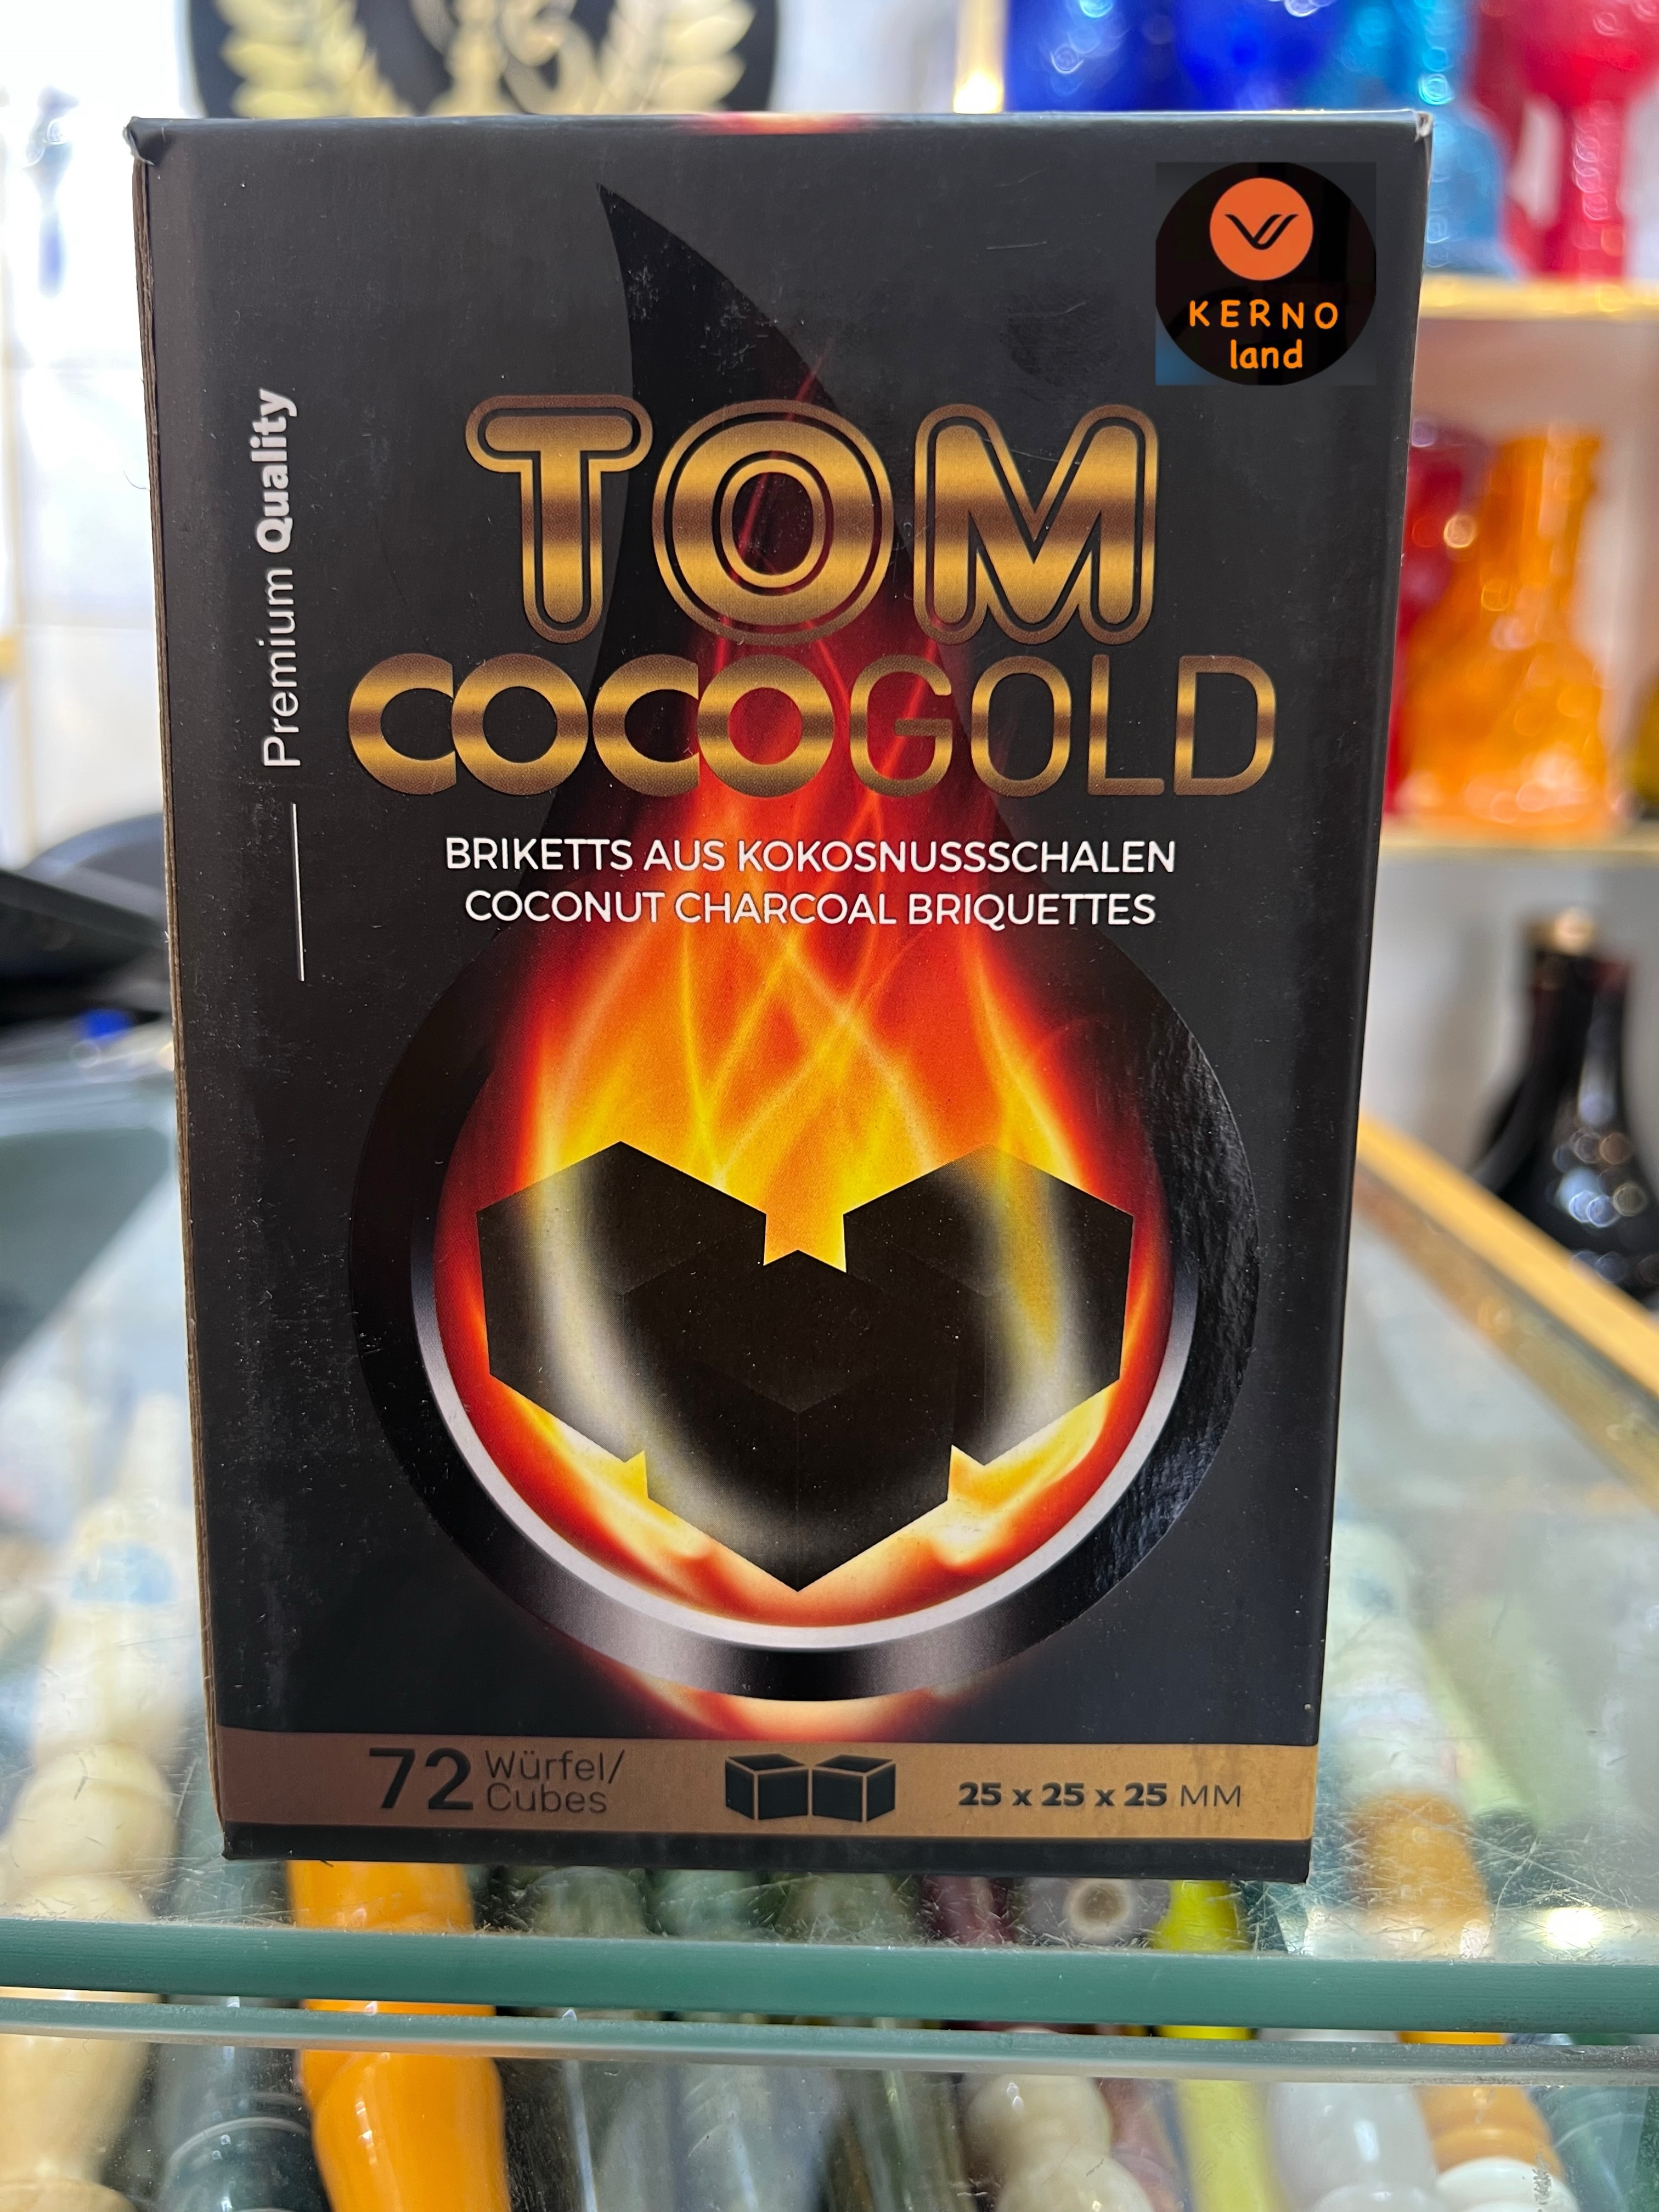 KERNO
land
Premium Quality
TOM
COCOGOLD
BRIKETTS AUS KOKOSNUSSSCHALEN
COCONUT CHARCOAL BRIQUETTES
72 Würfel/
Cubes
25 x 25 x 25 MM